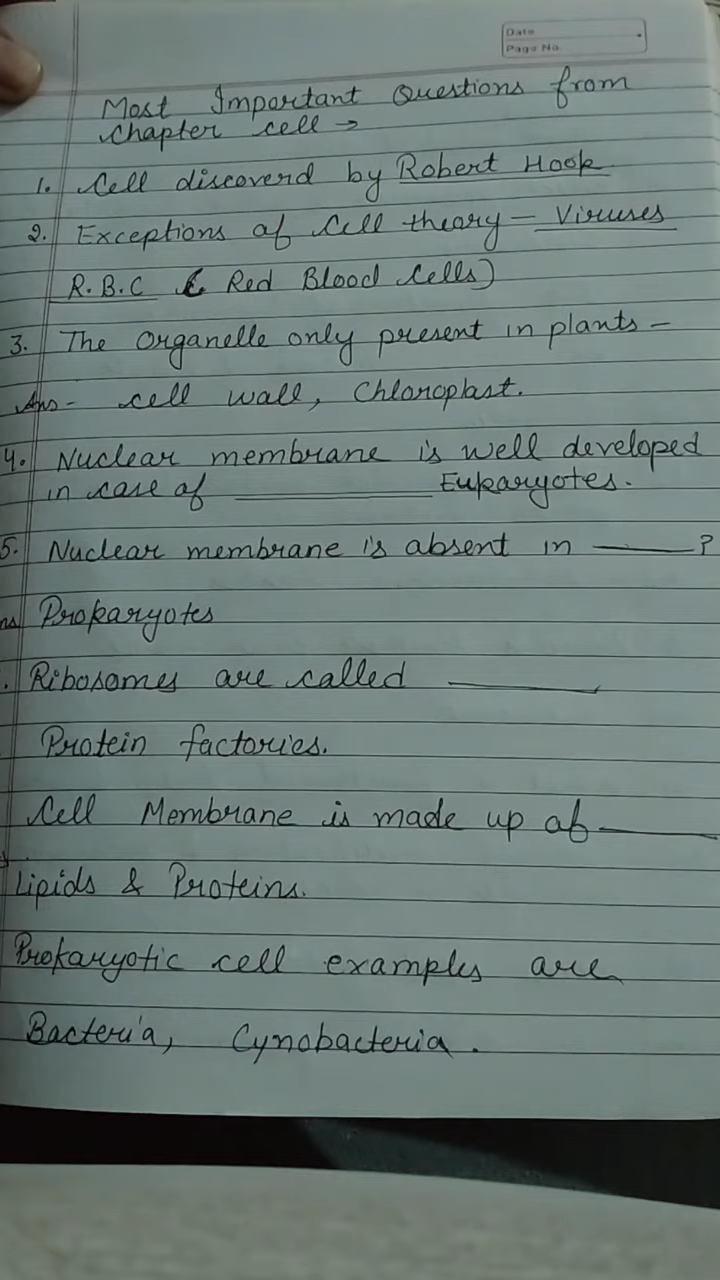 Date
Page No.
Most Important Questions from
chapter cell →
1. Cell discoverd by Robert Hook
2. Exceptions of Cell theory - Viruses
R.B.C ( Red Blood Cells)
3. The Organelle only present in plants -
Ans - cell wall, Chloroplast.
4. Nuclear membrane is well developed
in case of ________ Eukaryotes.
5. Nuclear membrane is absent in ____ ?
ns Prokaryotes
. Ribosomes are called ______
Protein factories.
Cell Membrane is made up of ____
Lipids & Proteins.
Prokaryotic cell examples are
Bacteria, Cynobacteria.